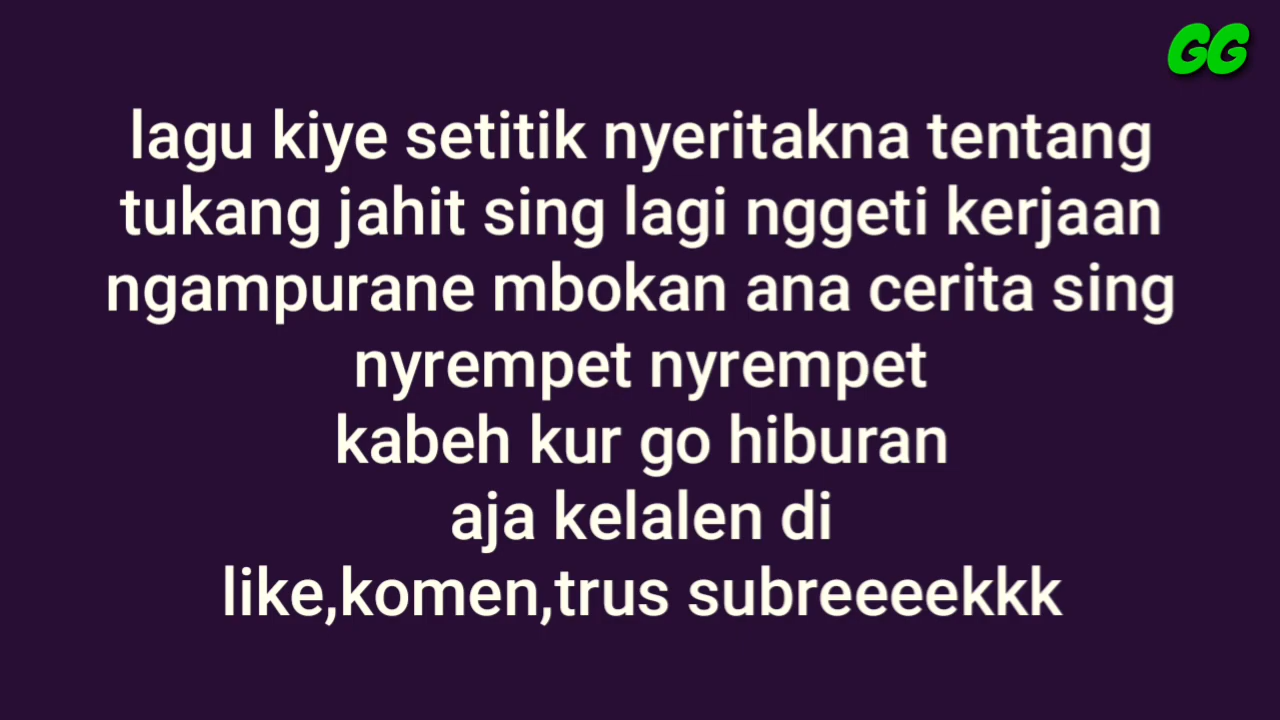 GG
lagu kiye setitik nyeritakna tentang
tukang jahit sing lagi nggeti kerjaan
ngampurane mbokan ana cerita sing
nyrempet nyrempet
kabeh kur go hiburan
aja kelalen di
like,komen,trus subreeeekkk